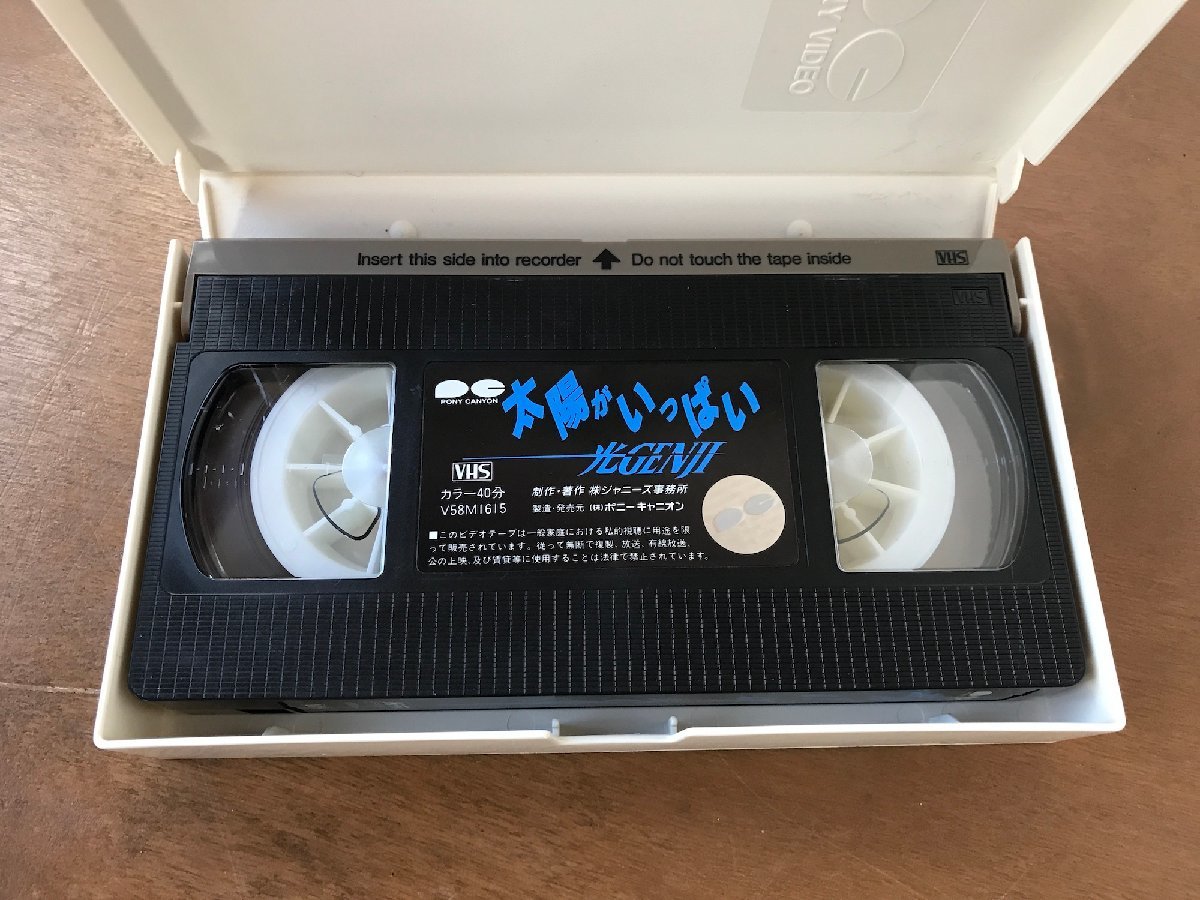 PC
Y VIDEO
Insert this side into recorder ↑ Do not touch the tape inside
VHS
VHS
PC
PONY CANYON
太陽がいっぱい
光GENJI
VHS
カラー40分
V58M1615
制作・著作 ㈱ジャニーズ事務所
製造・発売元 (株)ポニーキャニオン
■このビデオテープは一般家庭における私的視聴に用途を限
って販売されています。従って無断で複製、放送、有線放送、
公の上映、及び賃貸等に使用することは法律で禁止されています。